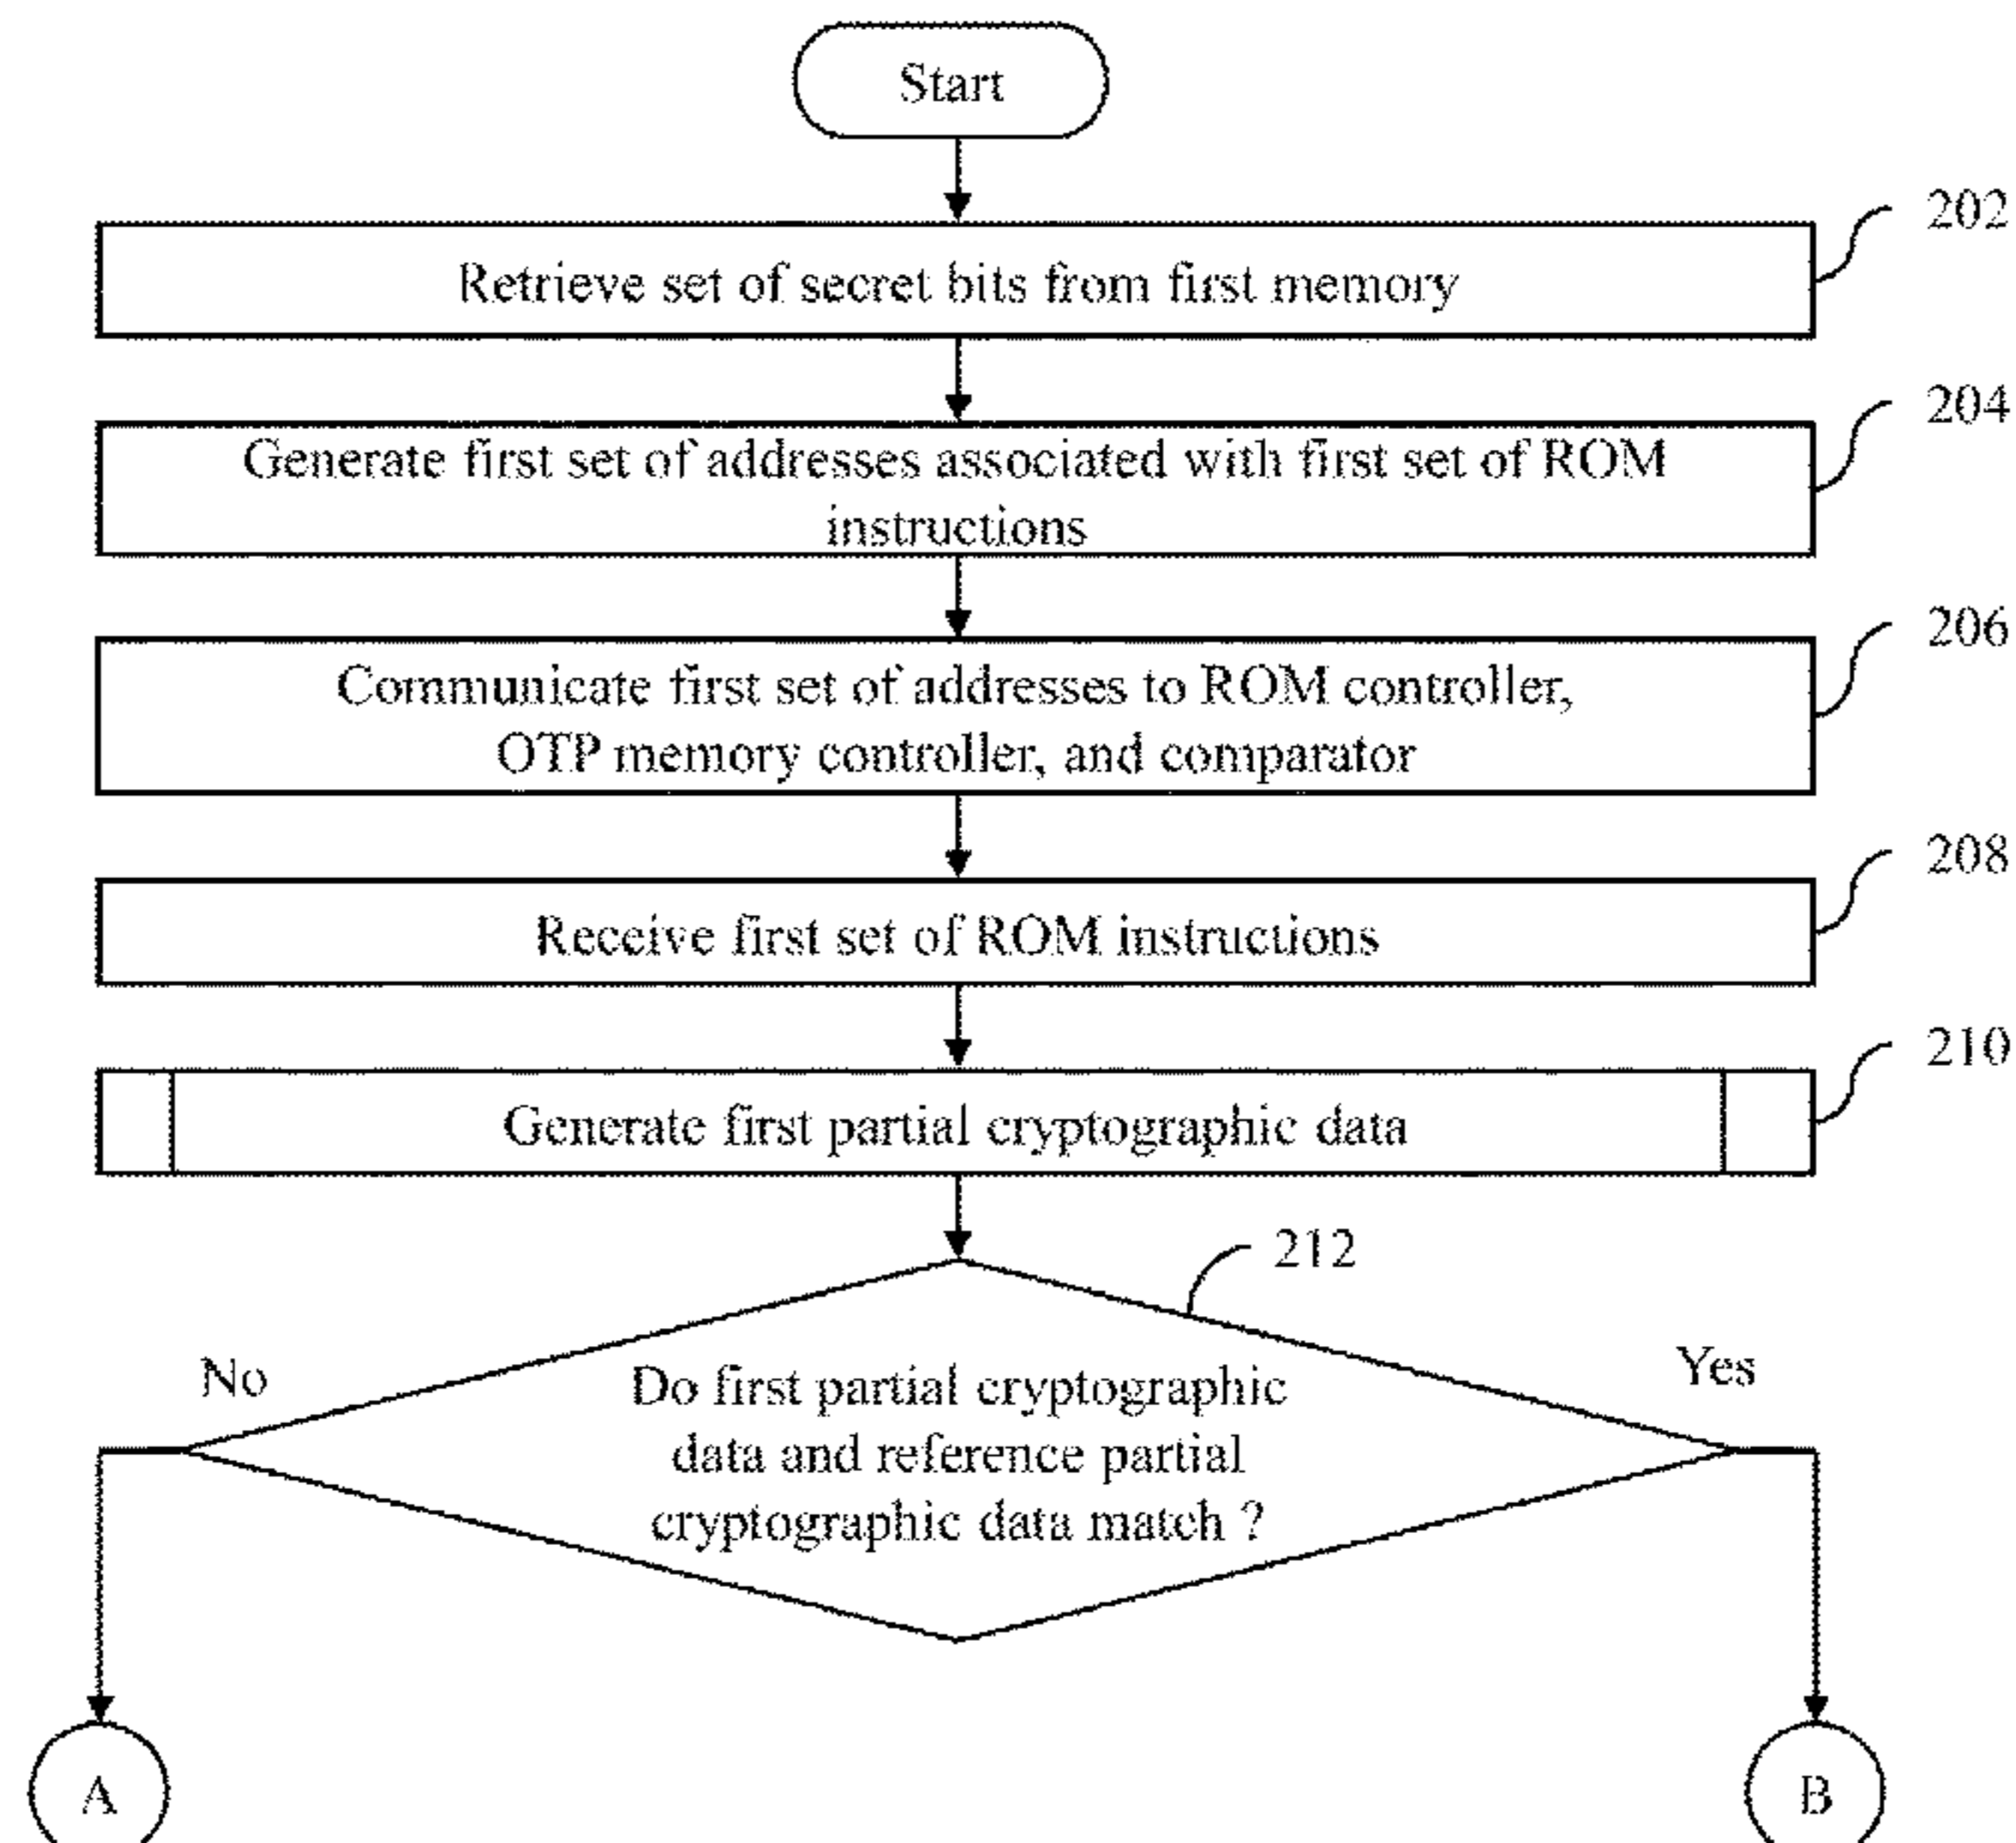 Start
202
Retrieve set of secret bits from first memory
204
Generate first set of addresses associated with first set of ROM
instructions
206
Communicate first set of addresses to ROM controller,
OTP memory controller, and comparator
208
Receive first set of ROM instructions
210
Generate first partial cryptographic data
212
No
Yes
Do first partial cryptographic
data and reference partial
cryptographic data match ?
A
B